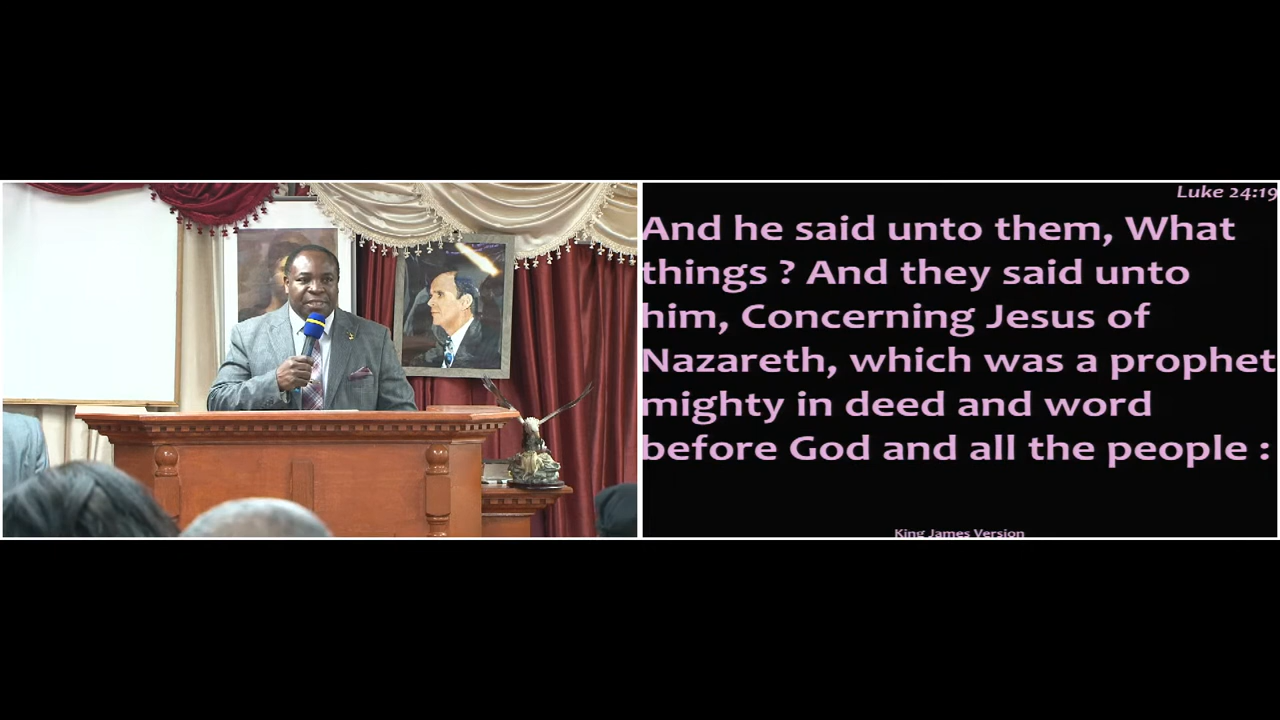 Luke 24:19
And he said unto them, What
things ? And they said unto
him, Concerning Jesus of
Nazareth, which was a prophet
mighty in deed and word
before God and all the people :
King James Version